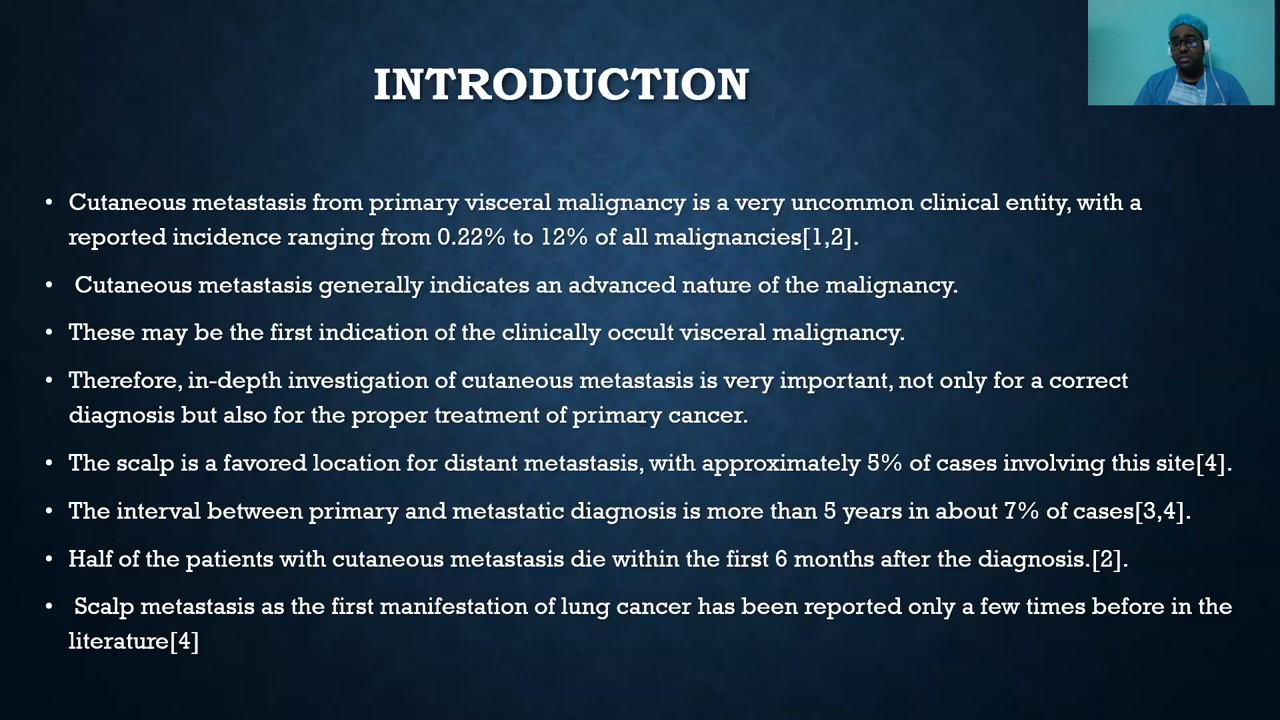 INTRODUCTION
• Cutaneous metastasis from primary visceral malignancy is a very uncommon clinical entity, with a
reported incidence ranging from 0.22% to 12% of all malignancies[1,2].
• Cutaneous metastasis generally indicates an advanced nature of the malignancy.
• These may be the first indication of the clinically occult visceral malignancy.
• Therefore, in-depth investigation of cutaneous metastasis is very important, not only for a correct
diagnosis but also for the proper treatment of primary cancer.
• The scalp is a favored location for distant metastasis, with approximately 5% of cases involving this site[4].
• The interval between primary and metastatic diagnosis is more than 5 years in about 7% of cases[3,4].
• Half of the patients with cutaneous metastasis die within the first 6 months after the diagnosis.[2].
• Scalp metastasis as the first manifestation of lung cancer has been reported only a few times before in the
literature[4]